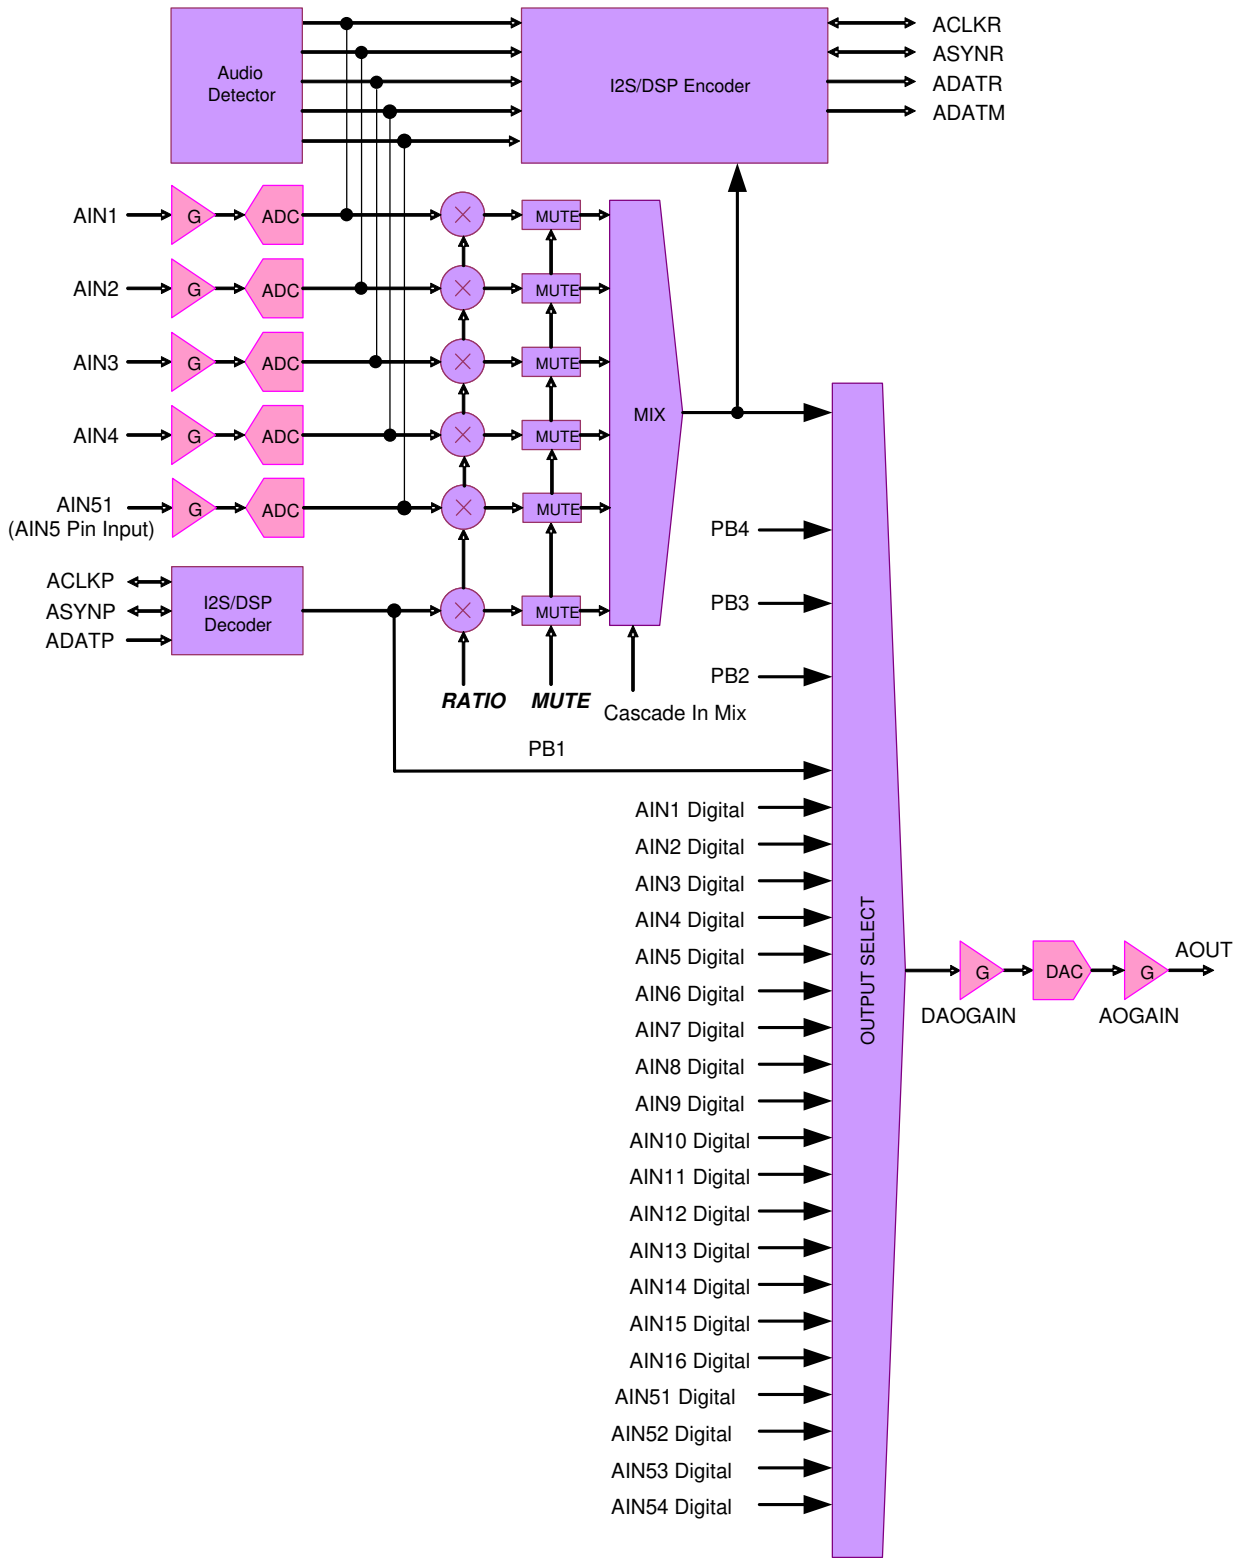 Audio
Detector
I2S/DSP Encoder
ACLKR
ASYNR
ADATR
ADATM
AIN1
G
ADC
MUTE
AIN2
G
ADC
MUTE
AIN3
G
ADC
MUTE
AIN4
G
ADC
MUTE
MIX
AIN51
(AIN5 Pin Input)
G
ADC
MUTE
ACLKP
ASYNP
ADATP
I2S/DSP
Decoder
MUTE
RATIO
MUTE
Cascade In Mix
PB4
PB3
PB2
PB1
AIN1 Digital
AIN2 Digital
AIN3 Digital
AIN4 Digital
AIN5 Digital
AIN6 Digital
AIN7 Digital
AIN8 Digital
AIN9 Digital
AIN10 Digital
AIN11 Digital
AIN12 Digital
AIN13 Digital
AIN14 Digital
AIN15 Digital
AIN16 Digital
AIN51 Digital
AIN52 Digital
AIN53 Digital
AIN54 Digital
OUTPUT SELECT
G
DAOGAIN
DAC
G
AOGAIN
AOUT